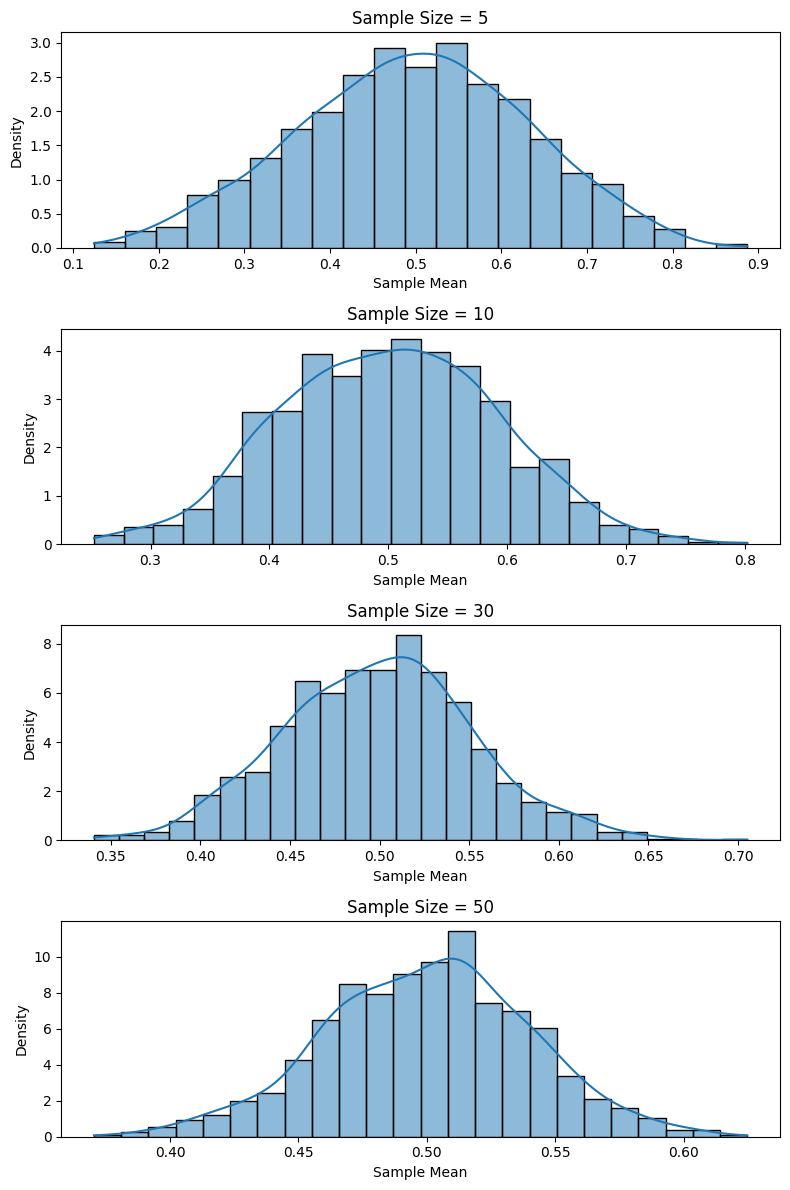 Sample Size = 5
Density
3.0
2.5
2.0
1.5
1.0
0.5
0.0
0.1 0.2 0.3 0.4 0.5 0.6 0.7 0.8 0.9
Sample Mean
Sample Size = 10
Density
4
3
2
1
0
0.3 0.4 0.5 0.6 0.7 0.8
Sample Mean
Sample Size = 30
Density
8
6
4
2
0
0.35 0.40 0.45 0.50 0.55 0.60 0.65 0.70
Sample Mean
Sample Size = 50
Density
10
8
6
4
2
0
0.40 0.45 0.50 0.55 0.60
Sample Mean